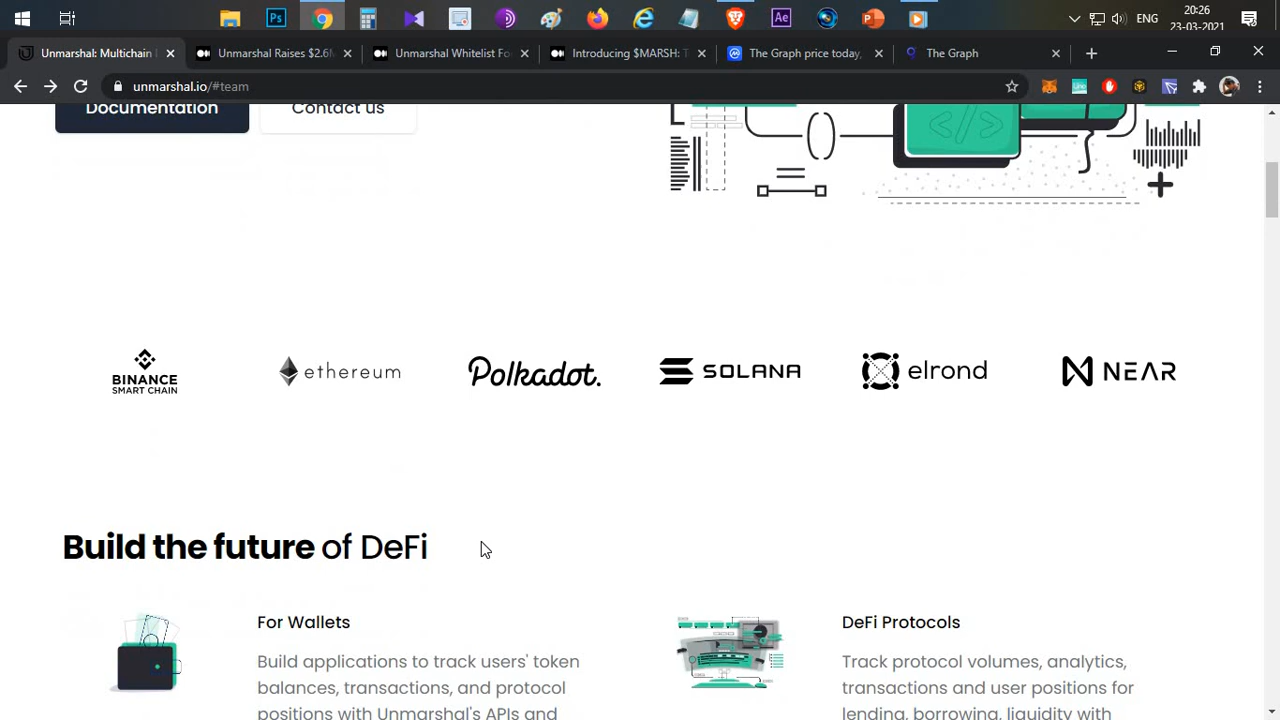 ENG
20:26
23-03-2021
Unmarshal: Multichain
Unmarshal Raises $2.6
Unmarshal Whitelist Fo
Introducing $MARSH: T
The Graph price today,
The Graph
unmarshal.io/#team
Documentation
Contact us
BINANCE
SMART CHAIN
ethereum
Polkadot.
SOLANA
elrond
NEAR
Build the future of DeFi
For Wallets
Build applications to track users' token
balances, transactions, and protocol
positions with Unmarshal's APIs and
DeFi Protocols
Track protocol volumes, analytics,
transactions and user positions for
lending, borrowing, liquidity with